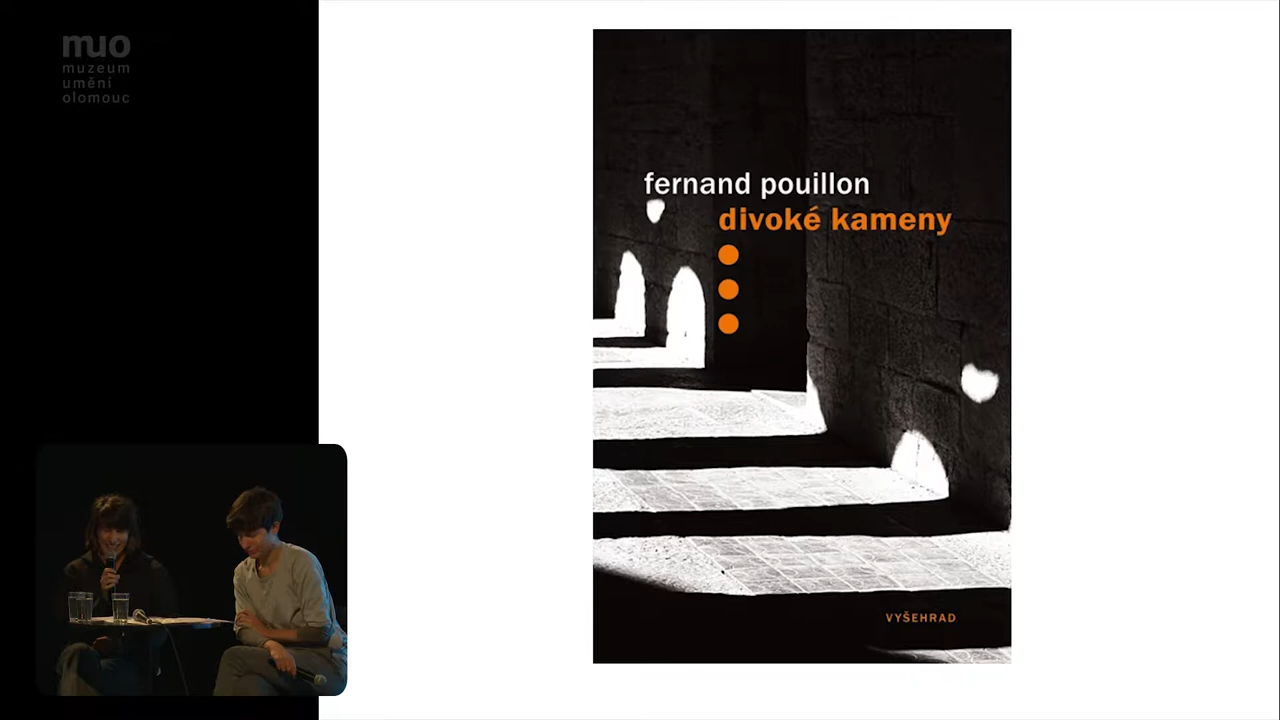 muo
muzeum
umění
olomouc
fernand pouillon
divoké kameny
VYŠEHRAD